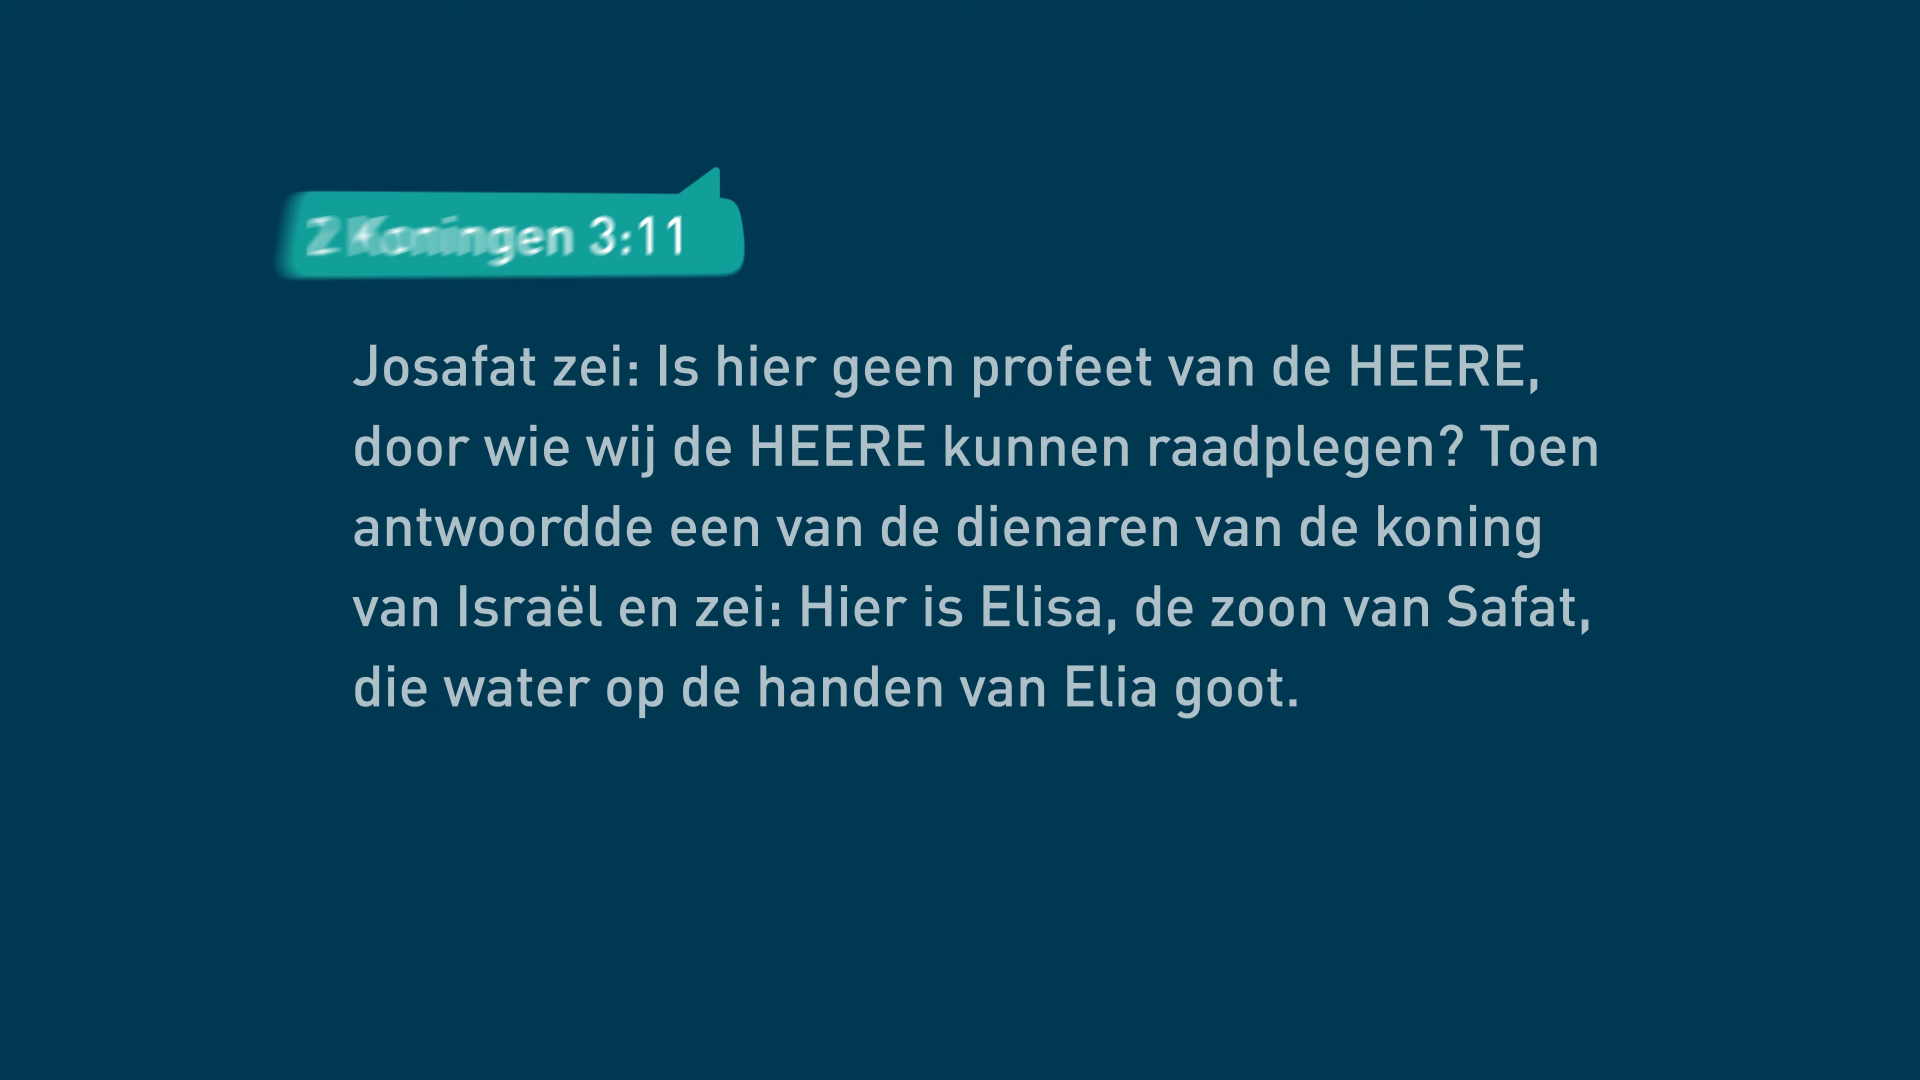 2 Koningen 3:11
Josafat zei: Is hier geen profeet van de HEERE,
door wie wij de HEERE kunnen raadplegen? Toen
antwoordde een van de dienaren van de koning
van Israël en zei: Hier is Elisa, de zoon van Safat,
die water op de handen van Elia goot.